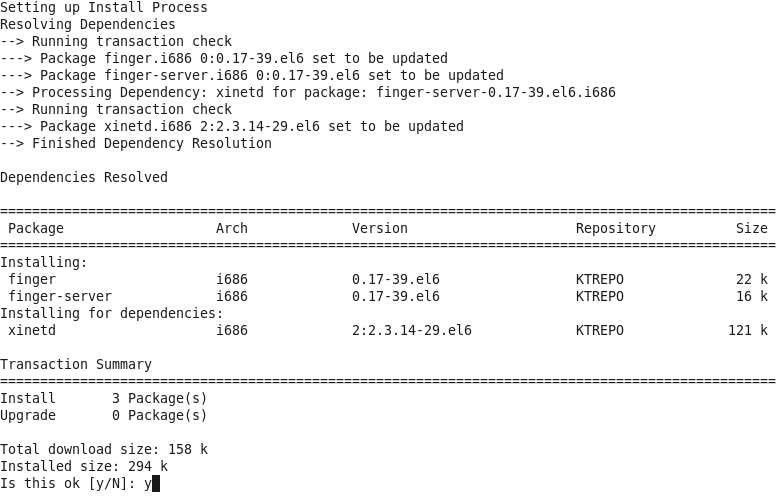 Setting up Install Process
Resolving Dependencies
--> Running transaction check
---> Package finger.i686 0:0.17-39.el6 set to be updated
---> Package finger-server.i686 0:0.17-39.el6 set to be updated
--> Processing Dependency: xinetd for package: finger-server-0.17-39.el6.i686
--> Running transaction check
---> Package xinetd.i686 2:2.3.14-29.el6 set to be updated
--> Finished Dependency Resolution

Dependencies Resolved

=================================================================================================
 Package                   Arch             Version                     Repository          Size
=================================================================================================
Installing:
 finger                    i686             0.17-39.el6                 KTREPO              22 k
 finger-server             i686             0.17-39.el6                 KTREPO              16 k
Installing for dependencies:
 xinetd                    i686             2:2.3.14-29.el6             KTREPO             121 k

Transaction Summary
=================================================================================================
Install       3 Package(s)
Upgrade       0 Package(s)

Total download size: 158 k
Installed size: 294 k
Is this ok [y/N]: y